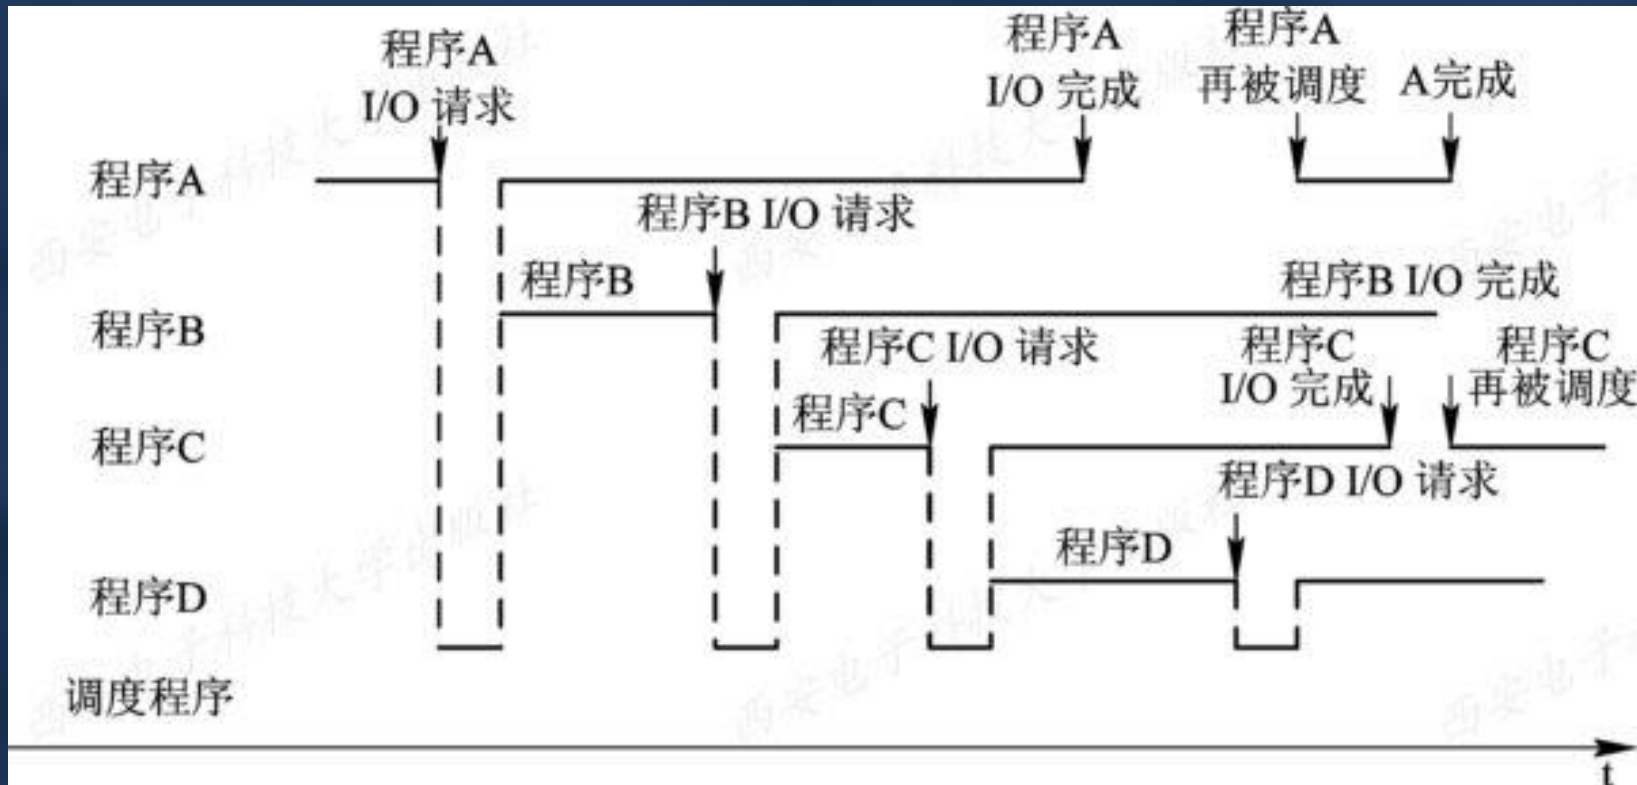 程序A
I/O 请求
程序A
I/O 完成
程序A
再被调度
A完成
程序A
程序B I/O 请求
程序B
程序B I/O 完成
程序B
程序C I/O 请求
程序C
I/O 完成
程序C
再被调度
程序C
程序C
程序D I/O 请求
程序D
程序D
调度程序
t